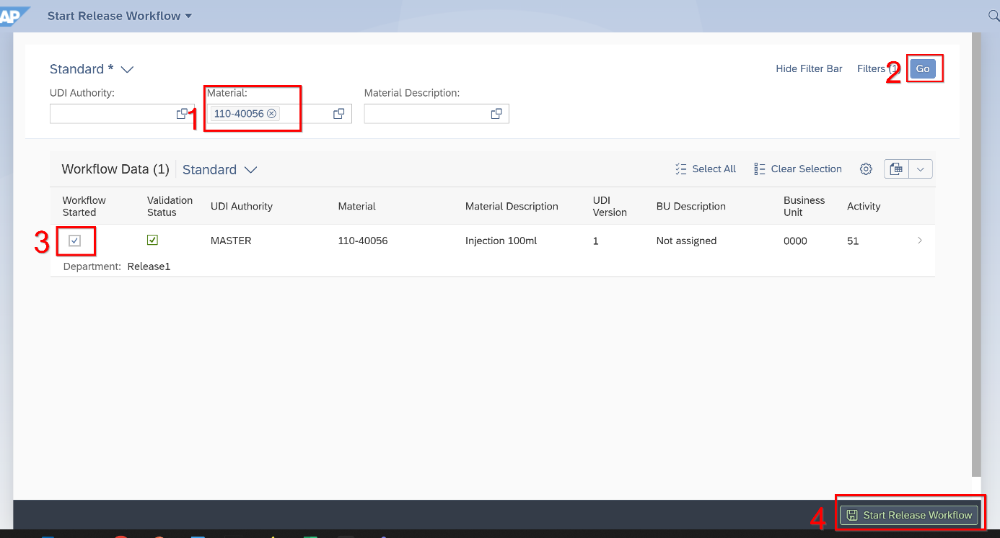 AP Start Release Workflow
Standard * Hide Filter Bar Filters (1) 2 Go
UDI Authority: Material: Material Description:
1 110-40056
Workflow Data (1) Standard Select All Clear Selection
Workflow Started Validation Status UDI Authority Material Material Description UDI Version BU Description Business Unit Activity
3 MASTER 110-40056 Injection 100ml 1 Not assigned 0000 51
Department: Release1
4 Start Release Workflow